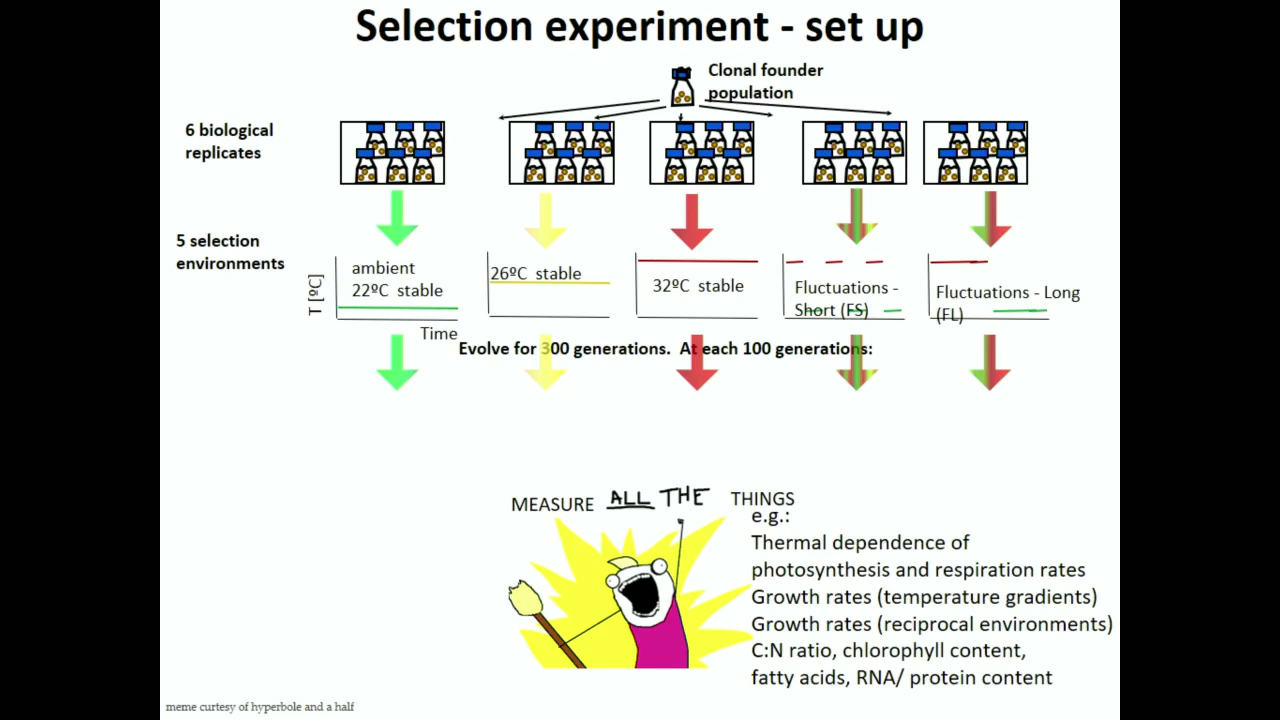 Selection experiment - set up
Clonal founder
population
6 biological
replicates
5 selection
environments
T [ºC]
ambient
22ºC stable
26ºC stable
32ºC stable
Fluctuations -
Short (FS)
Fluctuations - Long
(FL)
Time
Evolve for 300 generations. At each 100 generations:
MEASURE ALL THE THINGS
e.g.:
Thermal dependence of
photosynthesis and respiration rates
Growth rates (temperature gradients)
Growth rates (reciprocal environments)
C:N ratio, chlorophyll content,
fatty acids, RNA/ protein content
meme curtesy of hyperbole and a half